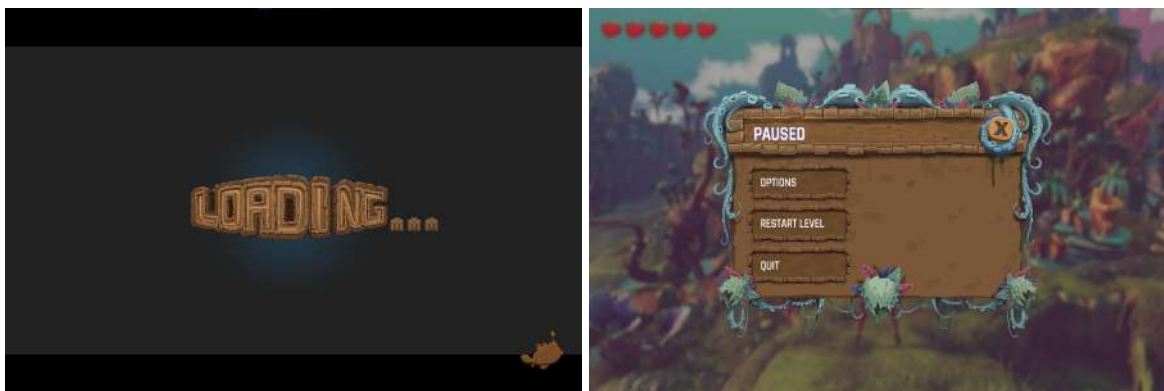 LOADING...
PAUSED
X
OPTIONS
RESTART LEVEL
QUIT